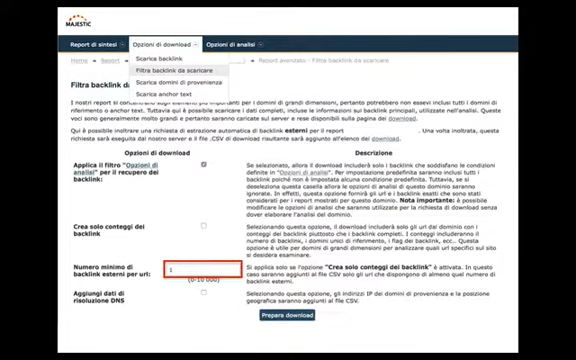 MAJESTIC
Report di sintesi
Opzioni di download
Opzioni di analisi
Scarica backlink
Filtra backlink da scaricare
Scarica domini di provenienza
Scarica anchor text
Home
Report
Report avanzato
Filtra backlink da scaricare
Filtra backlink da
I nostri report si
domini di grandi dimensioni, pertanto potrebbero non esservi inclusi tutti i domini di
riferimento o anchor text. Tuttavia qui è possibile scaricare i dati completi, incluse le informazioni sui backlink principali, utilizzate nell'analisi. Queste
voci sono generalmente molto grandi e pertanto sono caricate sul server e rese disponibili sulla pagina dei download.
Qui è possibile inoltrare una richiesta di estrazione automatica di backlink esterni per il report
. Una volta inoltrata, questa
richiesta sarà eseguita dal nostro server e il file .CSV di download risultante sarà aggiunto all'elenco dei download.
Opzioni di download
Descrizione
Applica il filtro "Opzioni di
analisi" per il recupero dei
backlink:
Se selezionato, allora il download includerà solo i backlink che soddisfano le condizioni
definite in "Opzioni di analisi". Per impostazione predefinita saranno inclusi tutti i
backlink poiché non è impostata alcuna condizione predefinita. Tuttavia, se si
deseleziona questa casella allora le opzioni di analisi di questo dominio saranno
ignorate. In effetti, questa opzione fornirà sul download i backlink esatti che sono stati
considerati per i report mostrati per questo dominio. Nota importante: è possibile
modificare le opzioni di analisi che saranno utilizzate per la richiesta di download senza
dover elaborare l'analisi del dominio.
Crea solo conteggi dei
backlink
Selezionando questa opzione, il download includerà solo gli url del dominio con i
conteggi dei backlink piuttosto che i backlink completi. I conteggi includeranno il
numero di backlink, i domini unici di riferimento, i flag dei backlink, ecc. Questa
opzione è utile per domini di grandi dimensioni in cui i conteggi di url specifici del sito
si desidera esaminare.
Numero minimo di
backlink esterni per url:
1
(0-10 000)
Si applica solo se l'opzione "Crea solo conteggi dei backlink" è attivata. In questo
caso saranno aggiunti al file CSV solo gli url che dispongono di almeno quel numero di
backlink esterni.
Aggiungi dati di
risoluzione DNS
Selezionando questa opzione, gli indirizzi IP dei domini di provenienza e la posizione
geografica saranno aggiunti al file CSV.
Prepara download